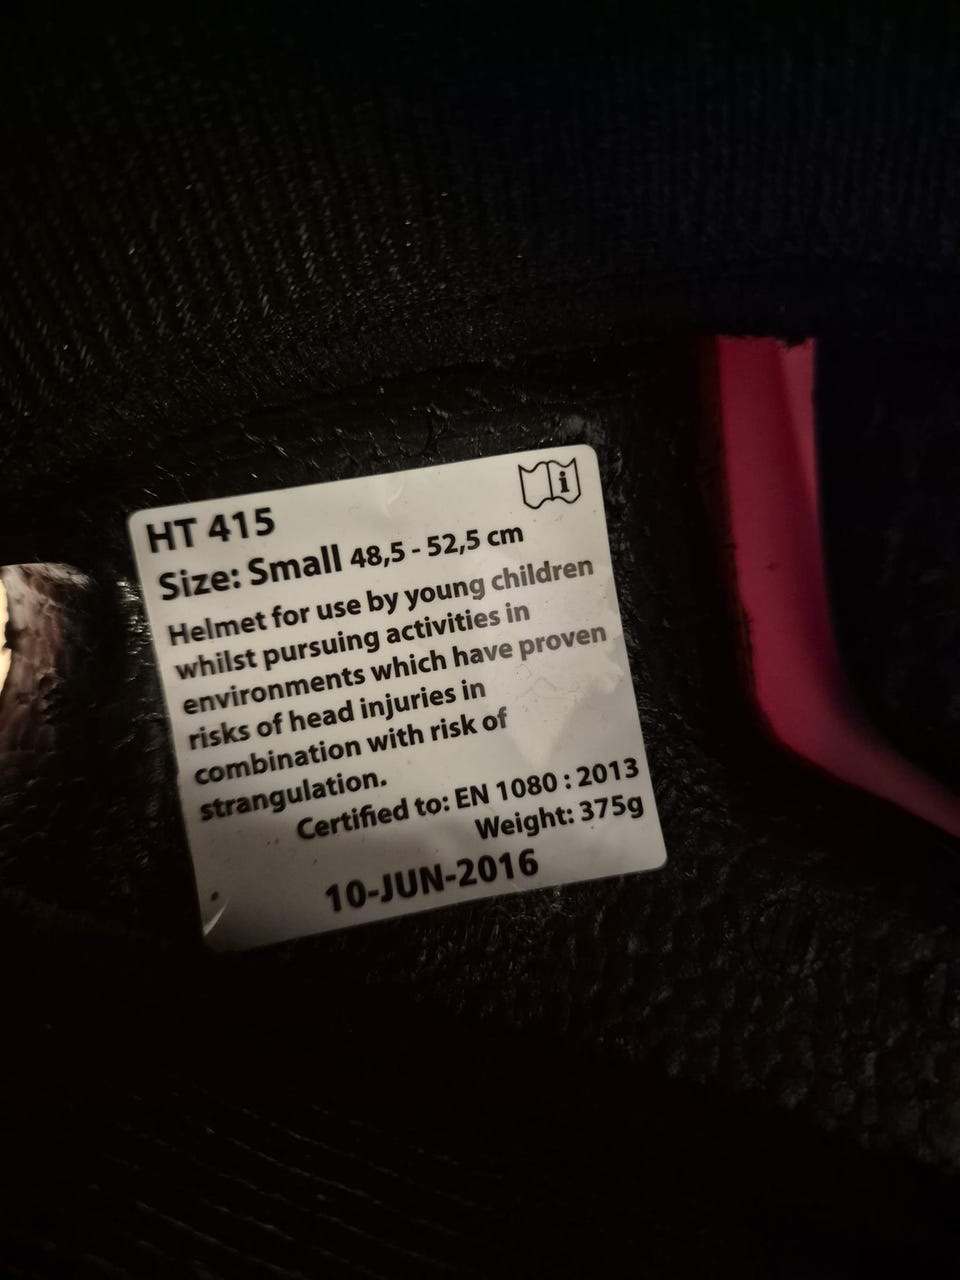 HT 415
Size: Small 48,5 - 52,5 cm
Helmet for use by young children
whilst pursuing activities in
environments which have proven
risks of head injuries in
combination with risk of
strangulation.
Certified to: EN 1080 : 2013
Weight: 375g
10-JUN-2016